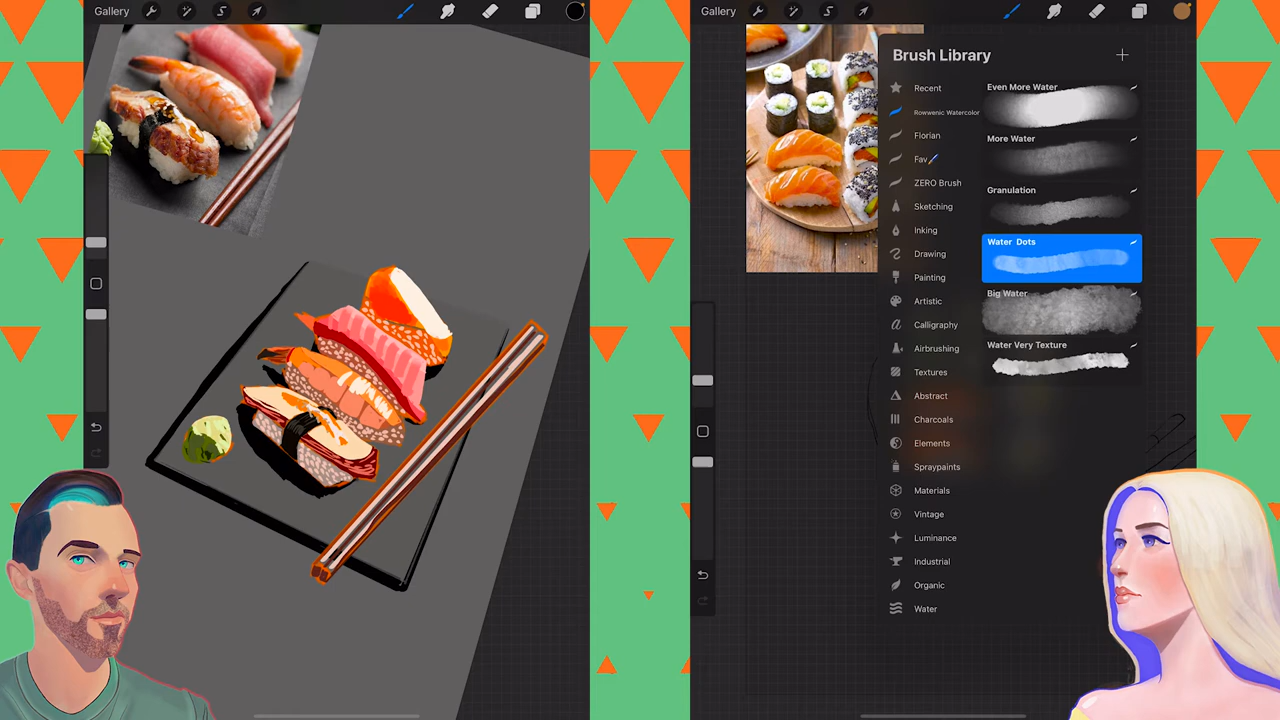 Gallery
Gallery
Brush Library
Recent
Rowwenic Watercolor
Florian
Fav🖌️
ZERO Brush
Sketching
Inking
Drawing
Painting
Artistic
Calligraphy
Airbrushing
Textures
Abstract
Charcoals
Elements
Spraypaints
Materials
Vintage
Luminance
Industrial
Organic
Water
Even More Water
More Water
Granulation
Water Dots
Big Water
Water Very Texture